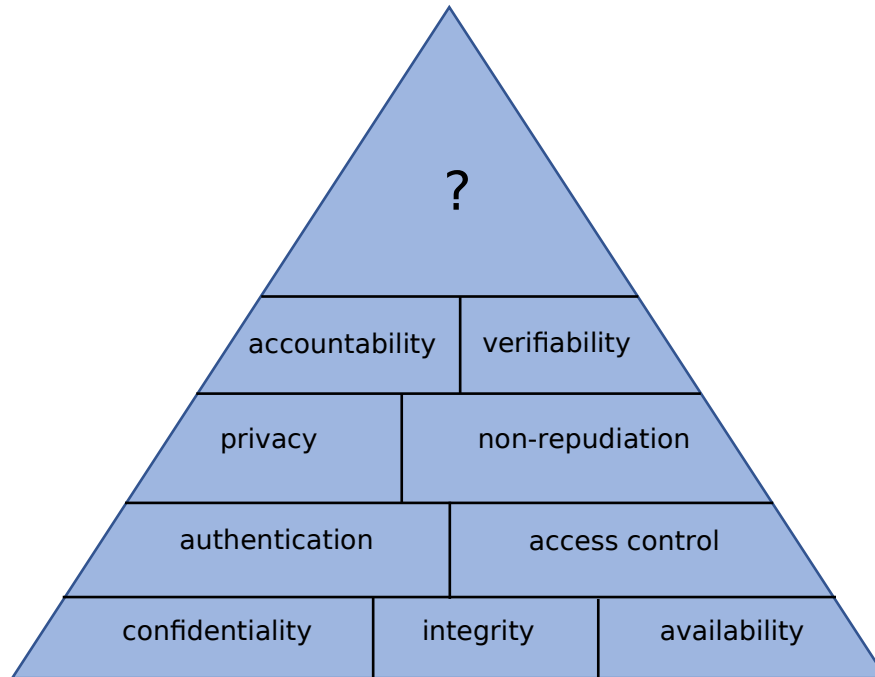 ?
accountability verifiability
privacy non-repudiation
authentication access control
confidentiality integrity availability